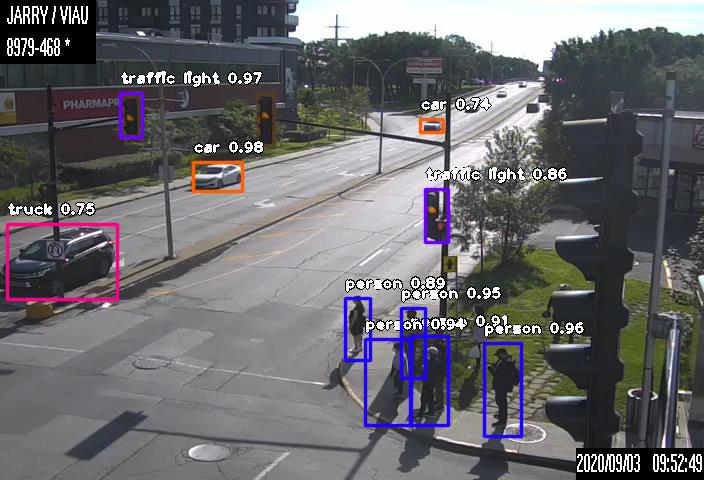 JARRY / VIAU
8979-468 *
traffic light 0.97
PHARMAPR
car 0.74
car 0.98
traffic light 0.86
truck 0.75
person 0.89
person 0.95
person 0.94
0.91
person 0.96
2020/09/03 09:52:49